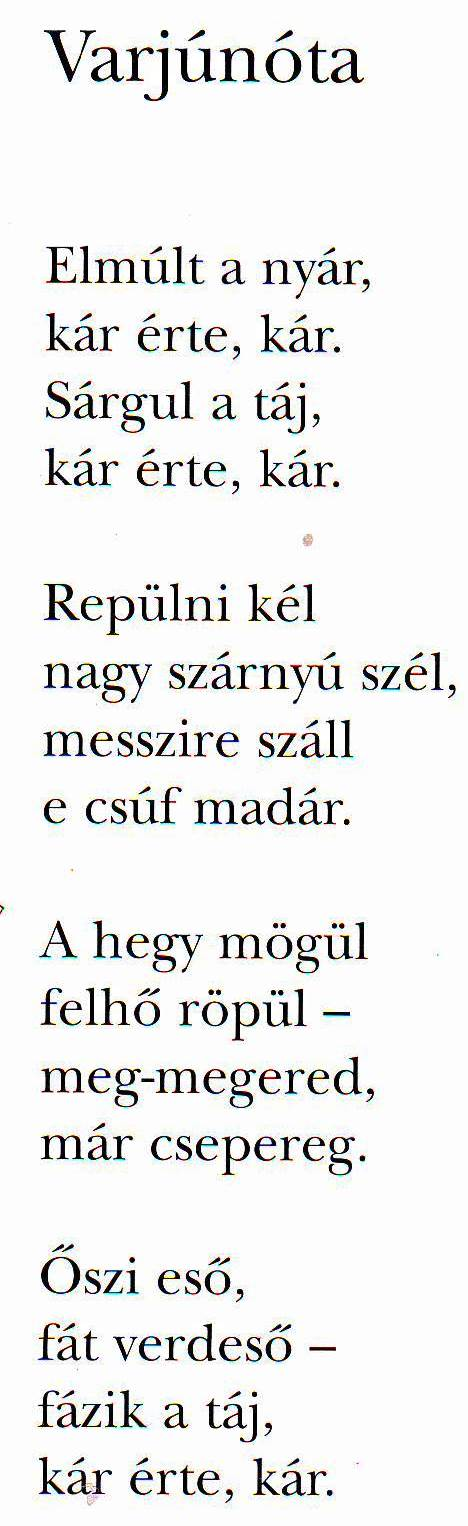 Varjúnóta
Elmúlt a nyár,
kár érte, kár.
Sárgul a táj,
kár érte, kár.
Repülni kél
nagy szárnyú szél,
messzire száll
e csúf madár.
A hegy mögül
felhő röpül –
meg-megered,
már csepereg.
Őszi eső,
fát verdeső –
fázik a táj,
kár érte, kár.